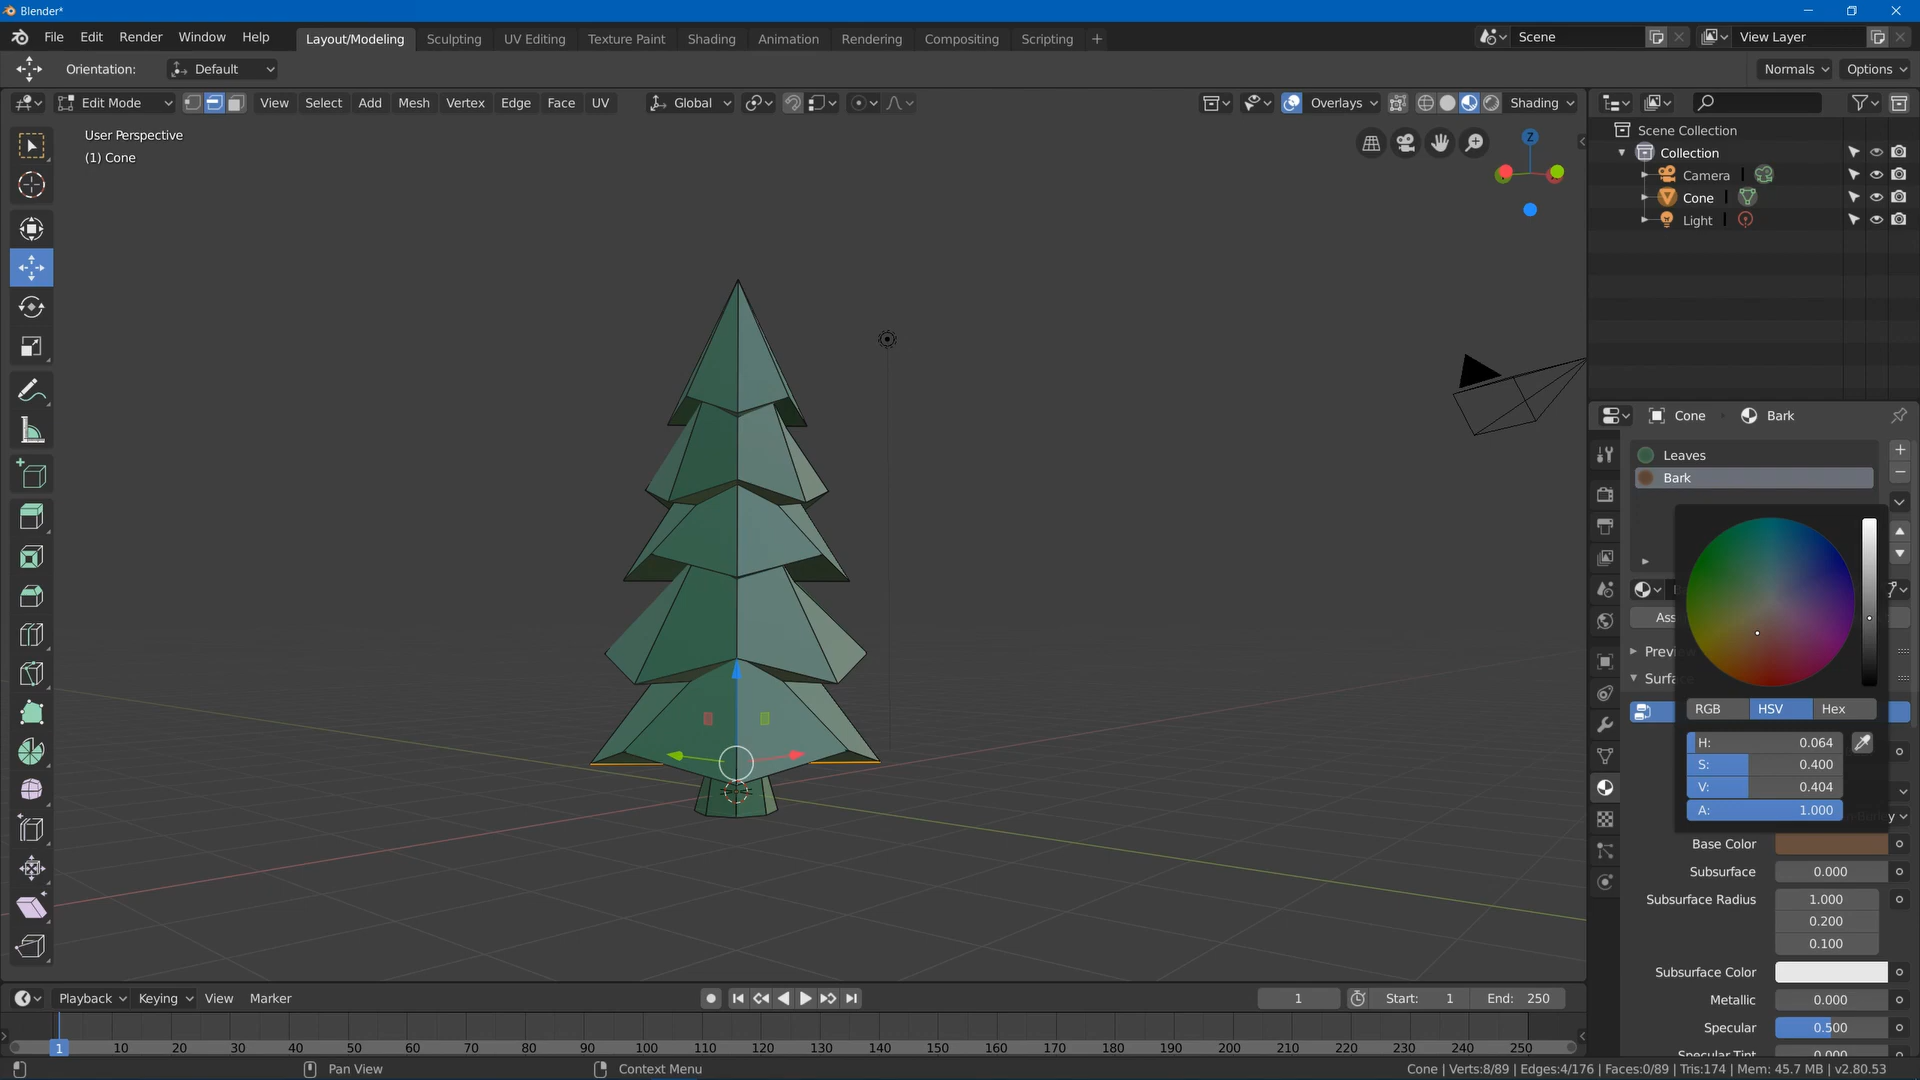 Blender*
File Edit Render Window Help Layout/Modeling Sculpting UV Editing Texture Paint Shading Animation Rendering Compositing Scripting + Scene View Layer
Orientation: Default Normals Options
Edit Mode View Select Add Mesh Vertex Edge Face UV Global Overlays Shading
User Perspective
(1) Cone
Z
Scene Collection
Collection
Camera
Cone
Light
Cone Bark
Leaves
Bark
Ass
Previ
Surfa
RGB HSV Hex
H: 0.064
S: 0.400
V: 0.404
A: 1.000
Base Color
Subsurface 0.000
Subsurface Radius 1.000
0.200
0.100
Subsurface Color
Metallic 0.000
Specular 0.500
Specular Tint 0.000
Playback Keying View Marker 1 Start: 1 End: 250
1 10 20 30 40 50 60 70 80 90 100 110 120 130 140 150 160 170 180 190 200 210 220 230 240 250
Pan View Context Menu Cone | Verts:8/89 | Edges:4/176 | Faces:0/89 | Tris:174 | Mem: 45.7 MB | v2.80.53